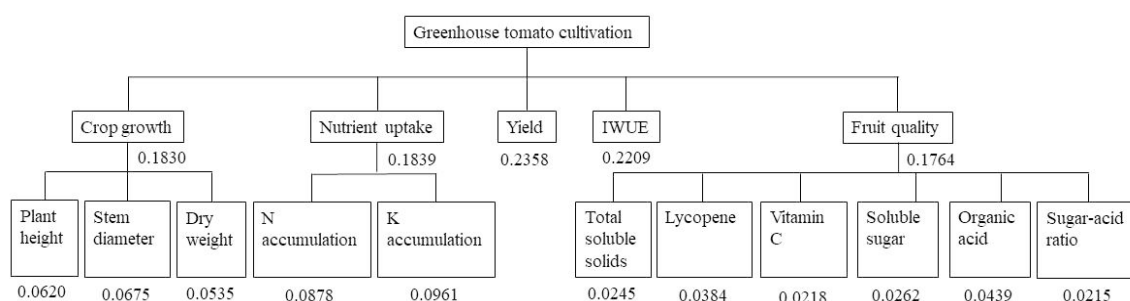 Greenhouse tomato cultivation
Crop growth
Nutrient uptake
Yield
IWUE
Fruit quality
0.1830
0.1839
0.2358
0.2209
0.1764
Plant
height
Stem
diameter
Dry
weight
N
accumulation
K
accumulation
Total
soluble
solids
Lycopene
Vitamin
C
Soluble
sugar
Organic
acid
Sugar-acid
ratio
0.0620
0.0675
0.0535
0.0878
0.0961
0.0245
0.0384
0.0218
0.0262
0.0439
0.0215